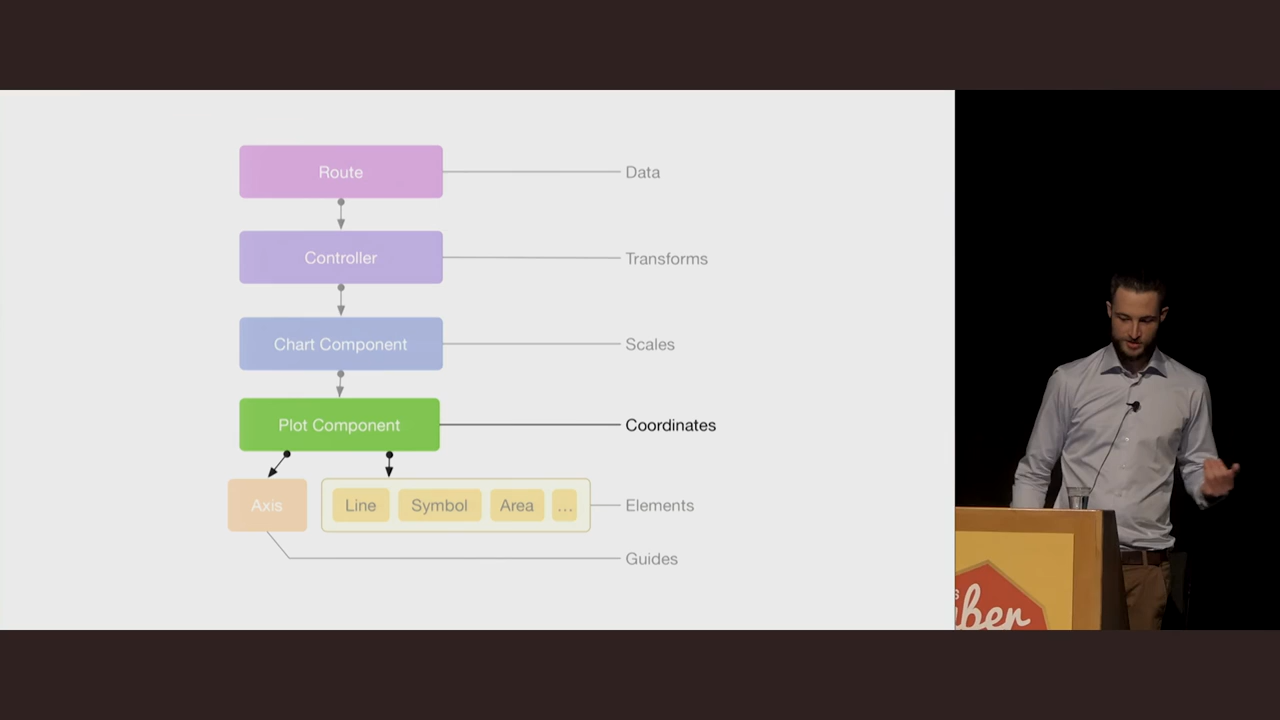 Route
Data
Controller
Transforms
Chart Component
Scales
Plot Component
Coordinates
Axis
Line
Symbol
Area
...
Elements
Guides